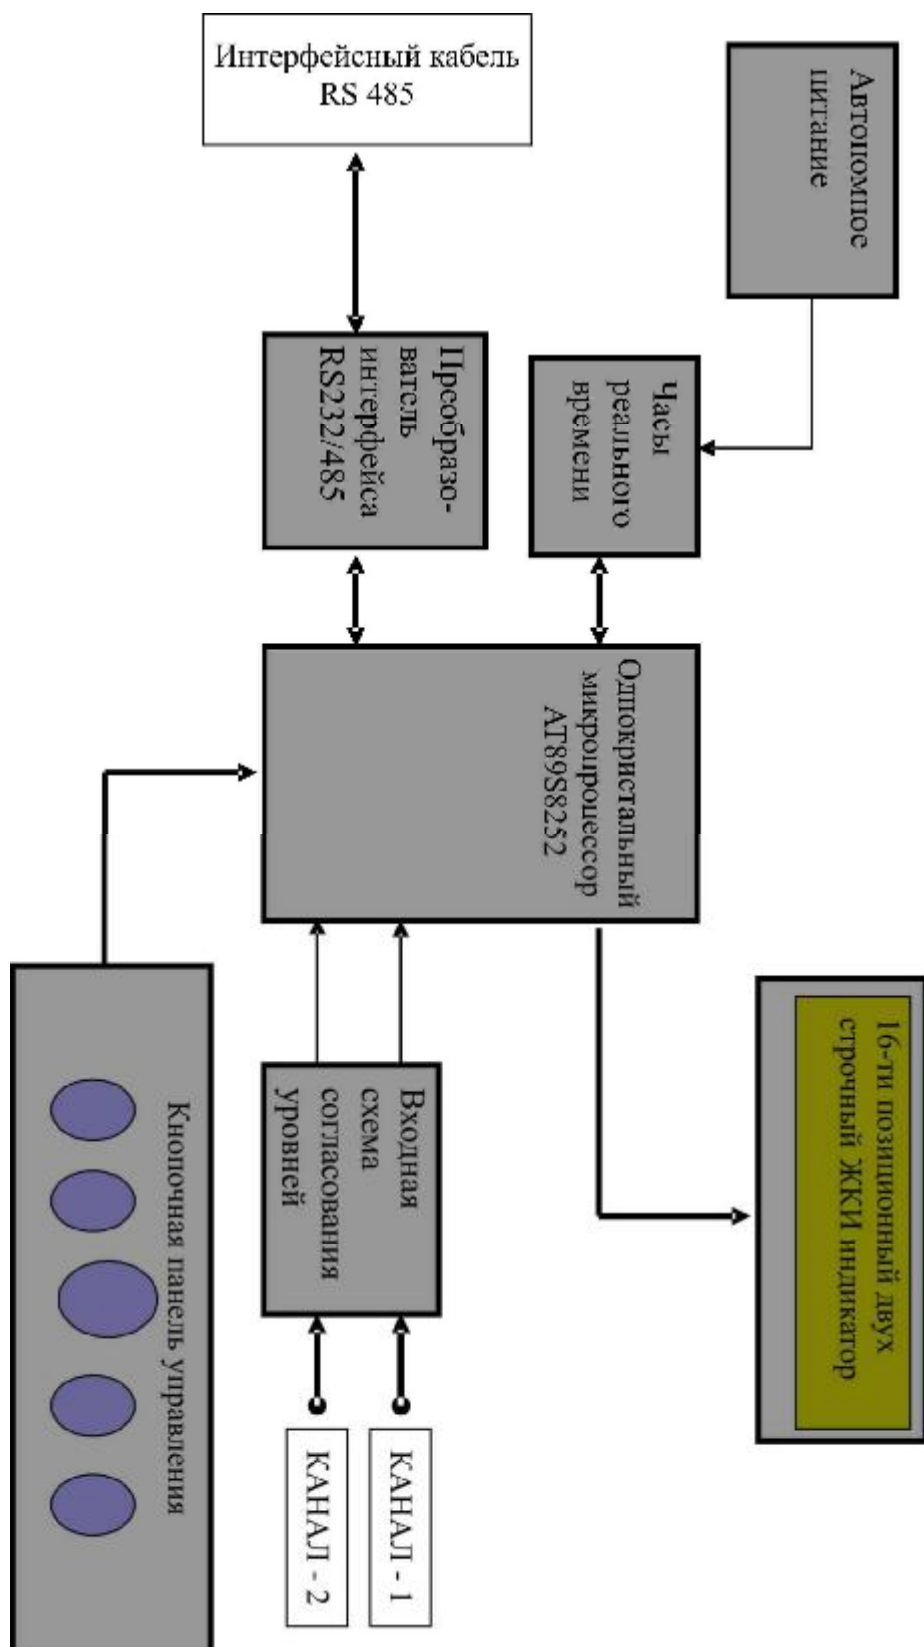 Интерфейсный кабель
RS 485
Автономное
питание
Преобразо-
ватель
интерфейса
RS232/485
Часы
реального
времени
Однокристальный
микропроцессор
AT89S8252
16-ти позиционный двух
строчный ЖКИ индикатор
Входная
схема
согласования
уровней
КАНАЛ - 1
КАНАЛ - 2
Кнопочная панель управления